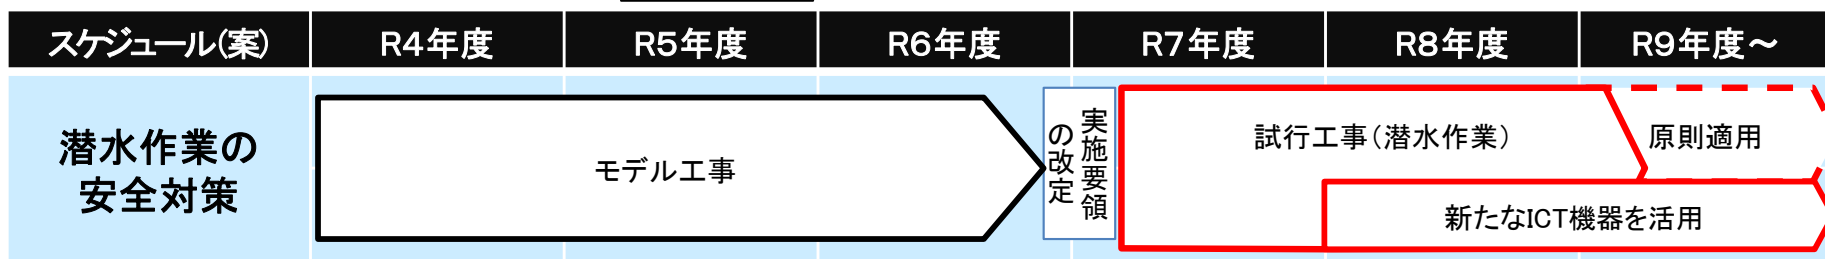 スケジュール(案)
R4年度
R5年度
R6年度
R7年度
R8年度
R9年度～
潜水作業の
安全対策
モデル工事
実施要領
の改定
試行工事（潜水作業）
原則適用
新たなICT機器を活用